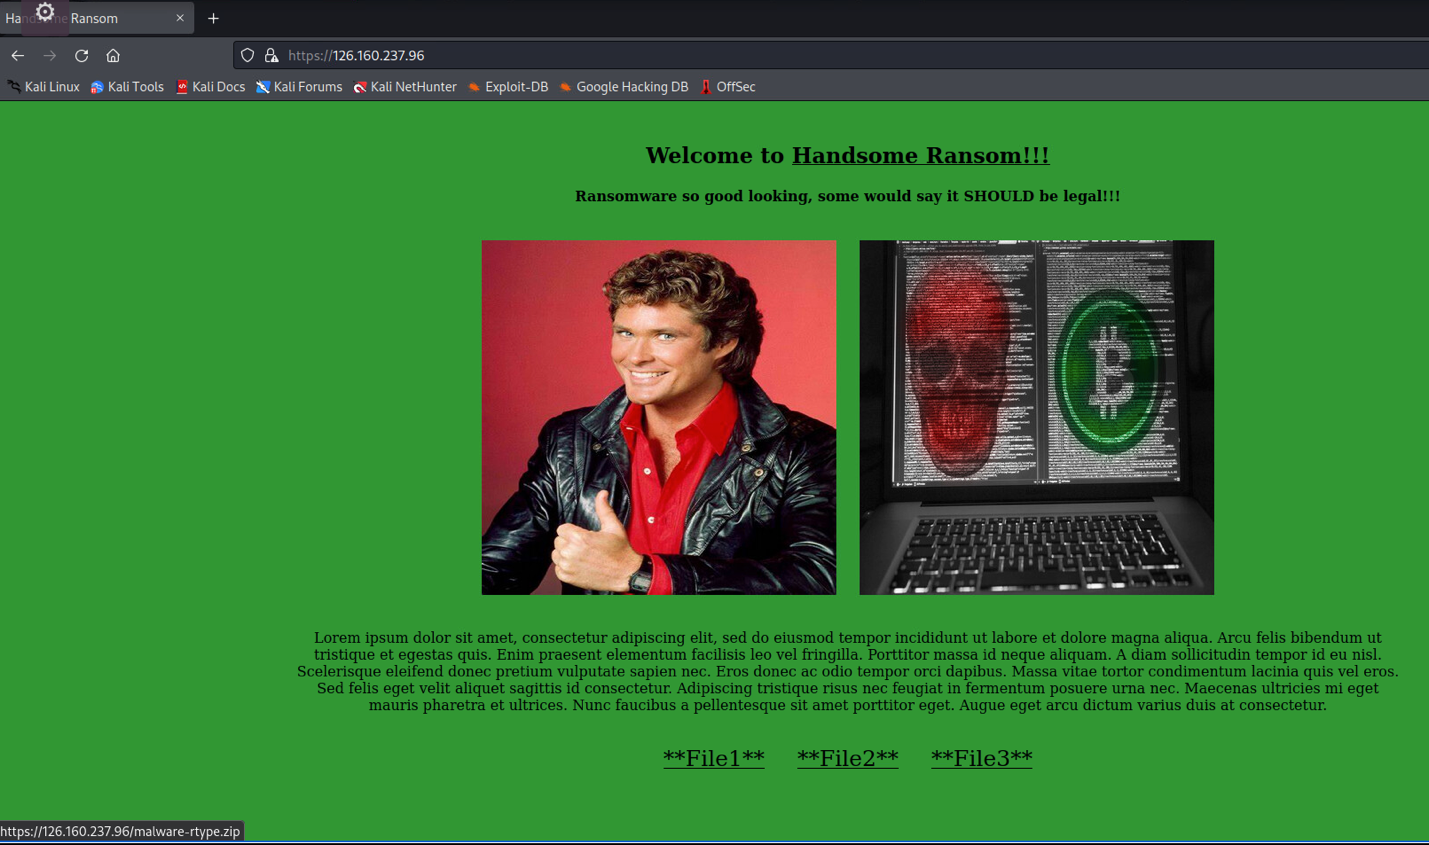 Handsome Ransom
https://126.160.237.96
Kali Linux Kali Tools Kali Docs Kali Forums Kali NetHunter Exploit-DB Google Hacking DB OffSec
Welcome to Handsome Ransom!!!
Ransomware so good looking, some would say it SHOULD be legal!!!
Lorem ipsum dolor sit amet, consectetur adipiscing elit, sed do eiusmod tempor incididunt ut labore et dolore magna aliqua. Arcu felis bibendum ut
tristique et egestas quis. Enim praesent elementum facilisis leo vel fringilla. Porttitor massa id neque aliquam. A diam sollicitudin tempor id eu nisl.
Scelerisque eleifend donec pretium vulputate sapien nec. Eros donec ac odio tempor orci dapibus. Massa vitae tortor condimentum lacinia quis vel eros.
Sed felis eget velit aliquet sagittis id consectetur. Adipiscing tristique risus nec feugiat in fermentum posuere urna nec. Maecenas ultricies mi eget
mauris pharetra et ultrices. Nunc faucibus a pellentesque sit amet porttitor eget. Augue eget arcu dictum varius duis at consectetur.
**File1** **File2** **File3**
https://126.160.237.96/malware-rtype.zip